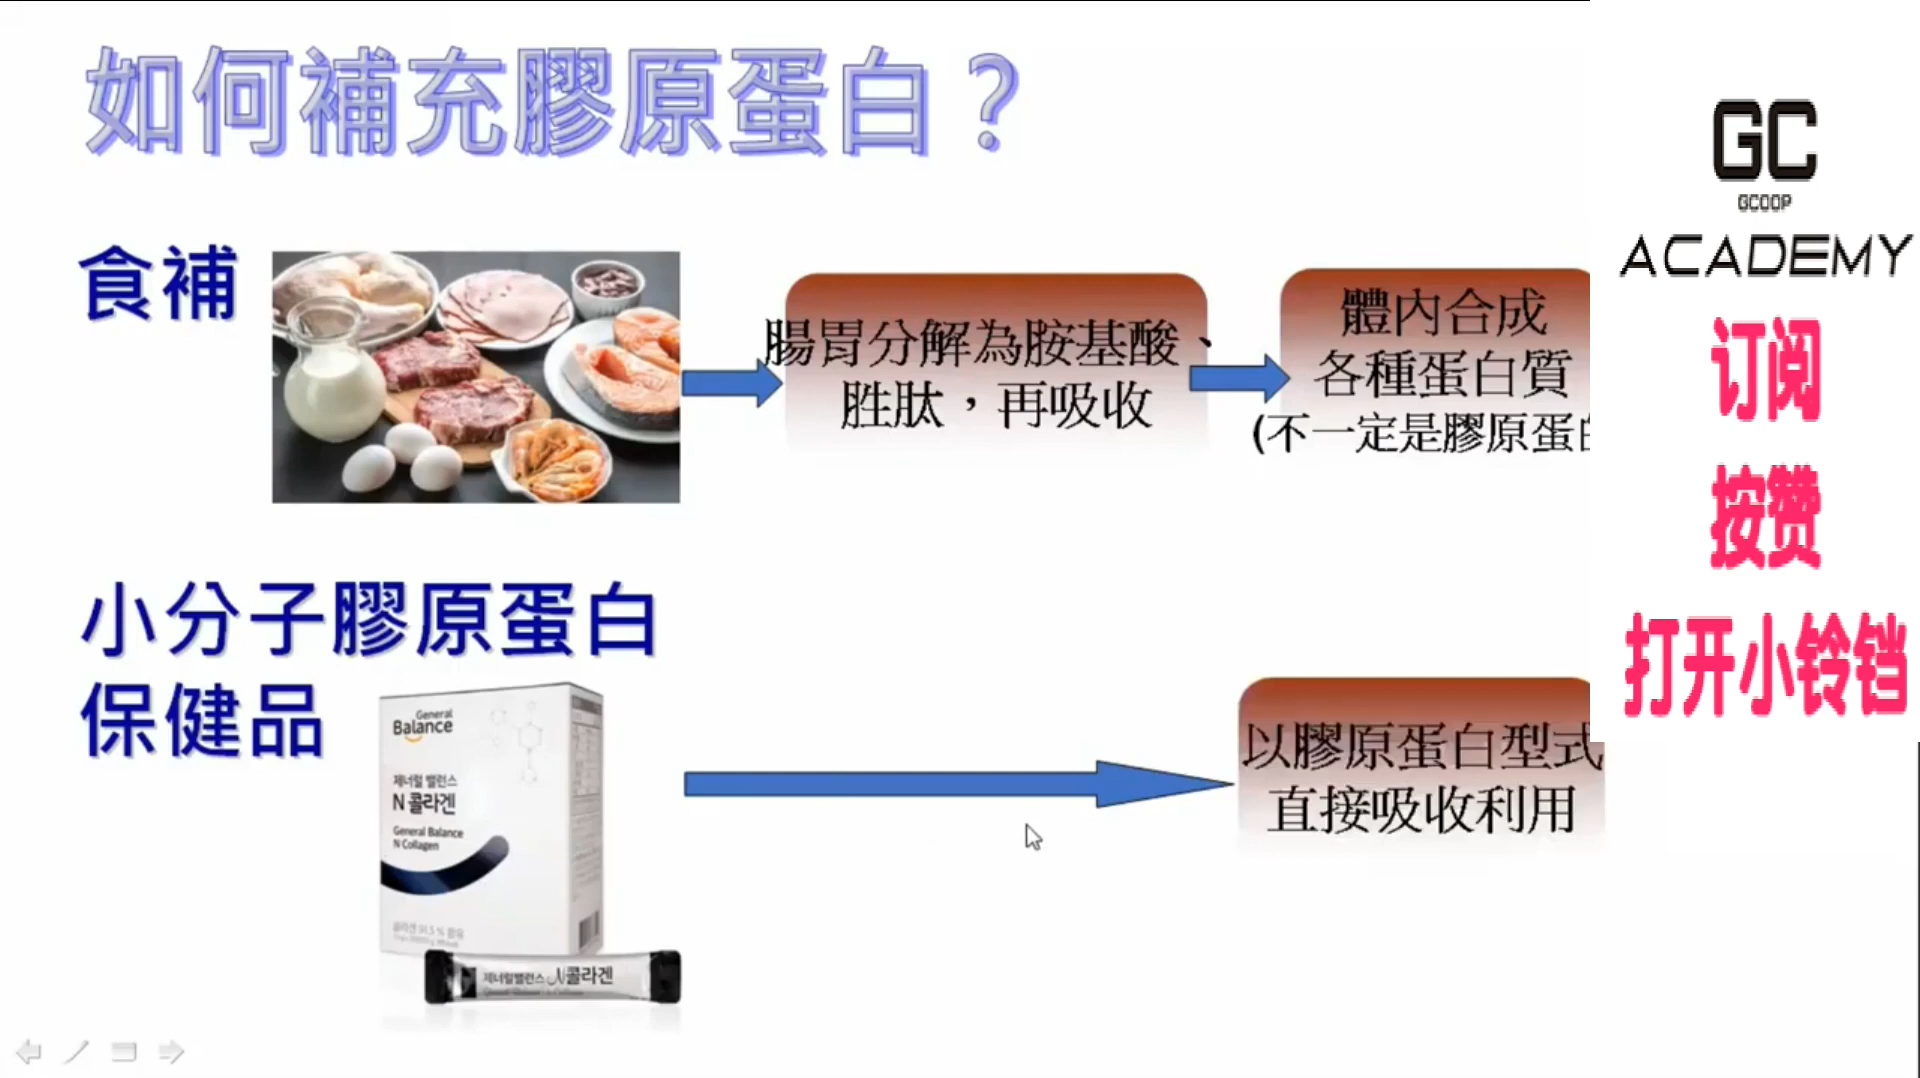 如何補充膠原蛋白？
食補
腸胃分解為胺基酸、
胜肽，再吸收
體內合成
各種蛋白質
(不一定是膠原蛋白
小分子膠原蛋白
保健品
General
Balance
제너럴 밸런스
N 콜라겐
General Balance
N Collagen
제너럴밸런스 N콜라겐
以膠原蛋白型式
直接吸收利用
GC
GCOOP
ACADEMY
订阅
按赞
打开小铃铛